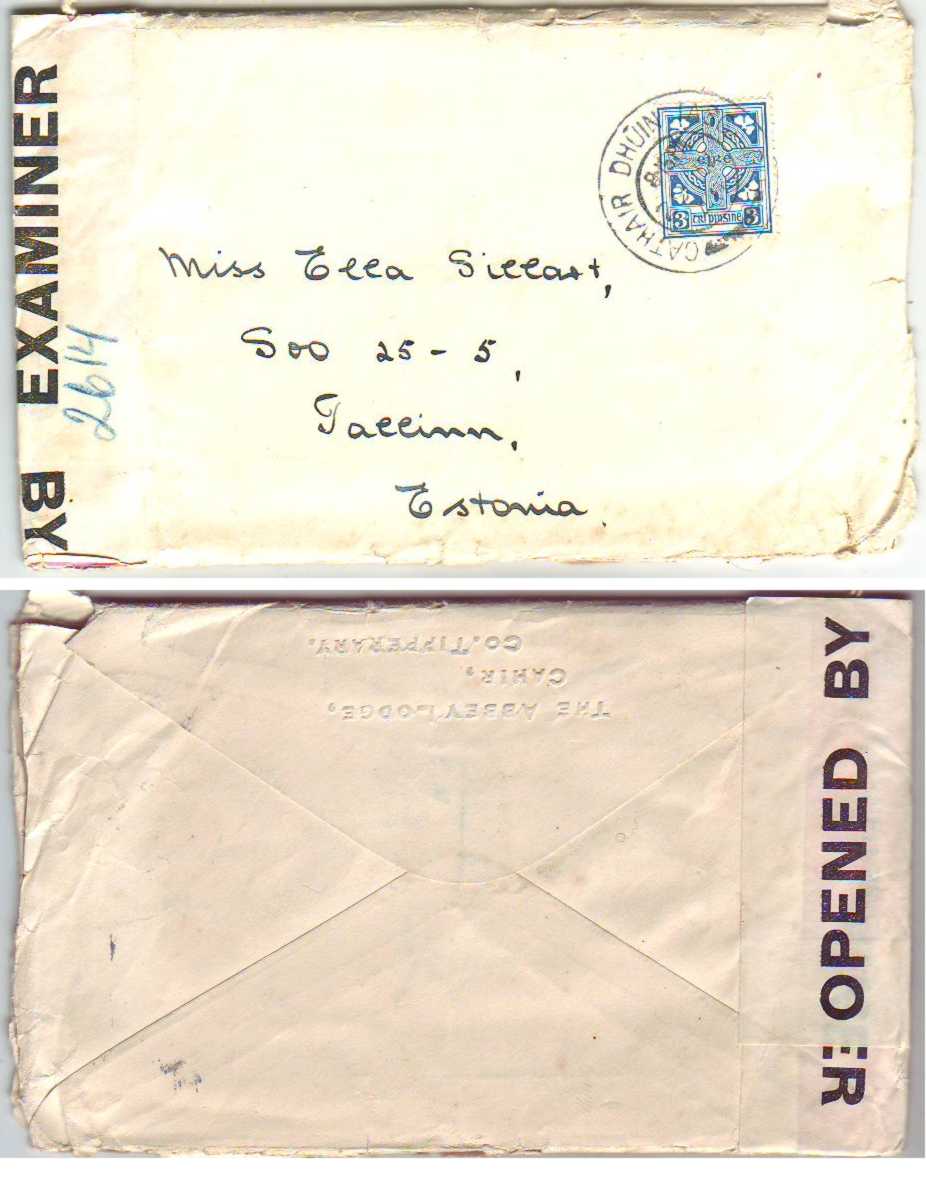 BY EXAMINER
2614
CATHAIR DHÚIN
éire
3 trí pinsine 3
Miss Ella Sillart,
Soo 25-5,
Tallinn,
Estonia.
THE ABBEY LODGE,
CAHIR,
CO. TIPPERARY.
OPENED BY